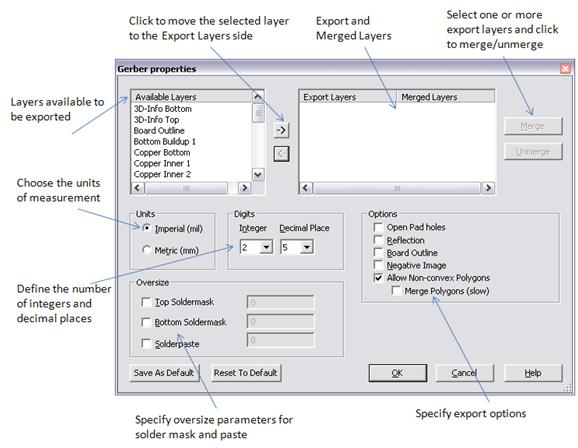 Click to move the selected layer
to the Export Layers side
Export and
Merged Layers
Select one or more
export layers and click
to merge/unmerge
Gerber properties
Layers available to
be exported
Available Layers
3D-Info Bottom
3D-Info Top
Board Outline
Bottom Buildup 1
Copper Bottom
Copper Inner 1
Copper Inner 2
->
<-
Export Layers
Merged Layers
Merge
Unmerge
Choose the units
of measurement
Units
Imperial (mil)
Metric (mm)
Digits
Integer
Decimal Place
2
5
Options
Open Pad holes
Reflection
Board Outline
Negative Image
Allow Non-convex Polygons
Merge Polygons (slow)
Define the number
of integers and
decimal places
Oversize
Top Soldermask
0
Bottom Soldermask
0
Solderpaste
0
Save As Default
Reset To Default
OK
Cancel
Help
Specify oversize parameters for
solder mask and paste
Specify export options